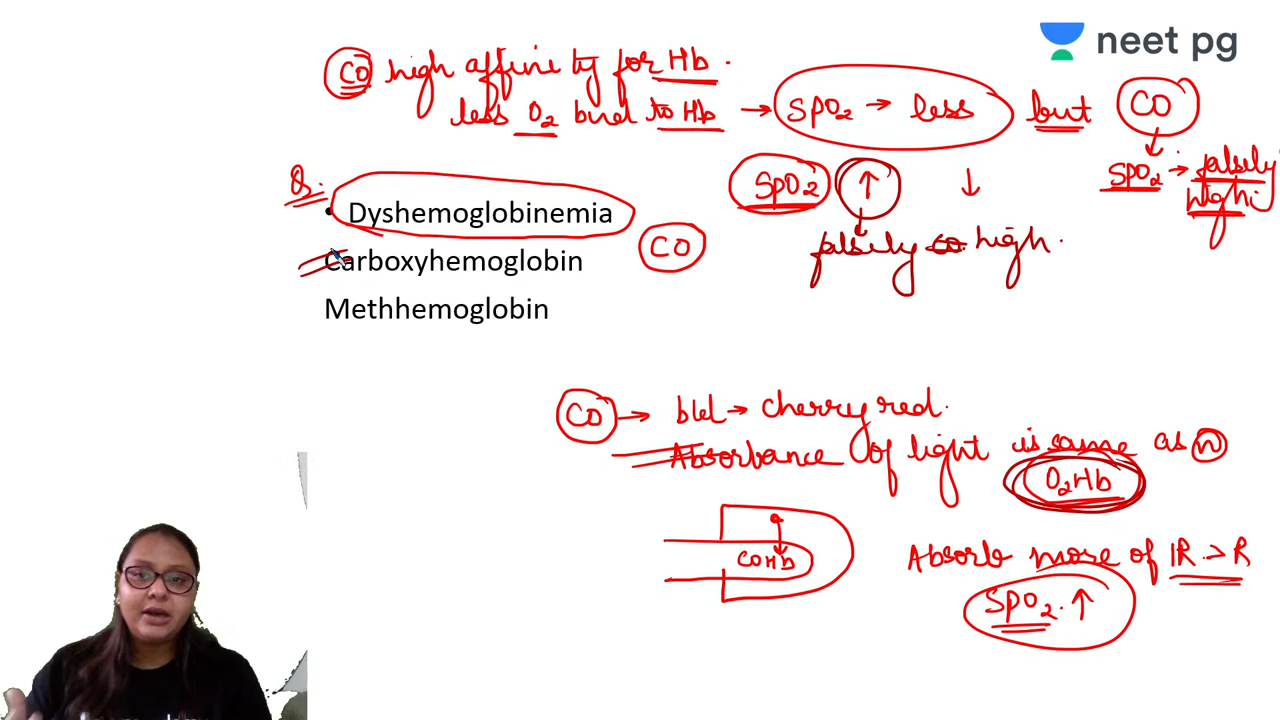 neet pg
CO high affinity for Hb.
less O₂ bind to Hb → SPO₂ → less but CO
↓
SPO₂ → falsely high
SPO₂ ↑ ↓
falsely high.
Q.
• Dyshemoglobinemia
CO
Carboxyhemoglobin
Methhemoglobin
CO → bld → cherry red.
Absorbance of light is same as n
O₂Hb
COHb
Absorb more of IR > R
SPO₂ ↑